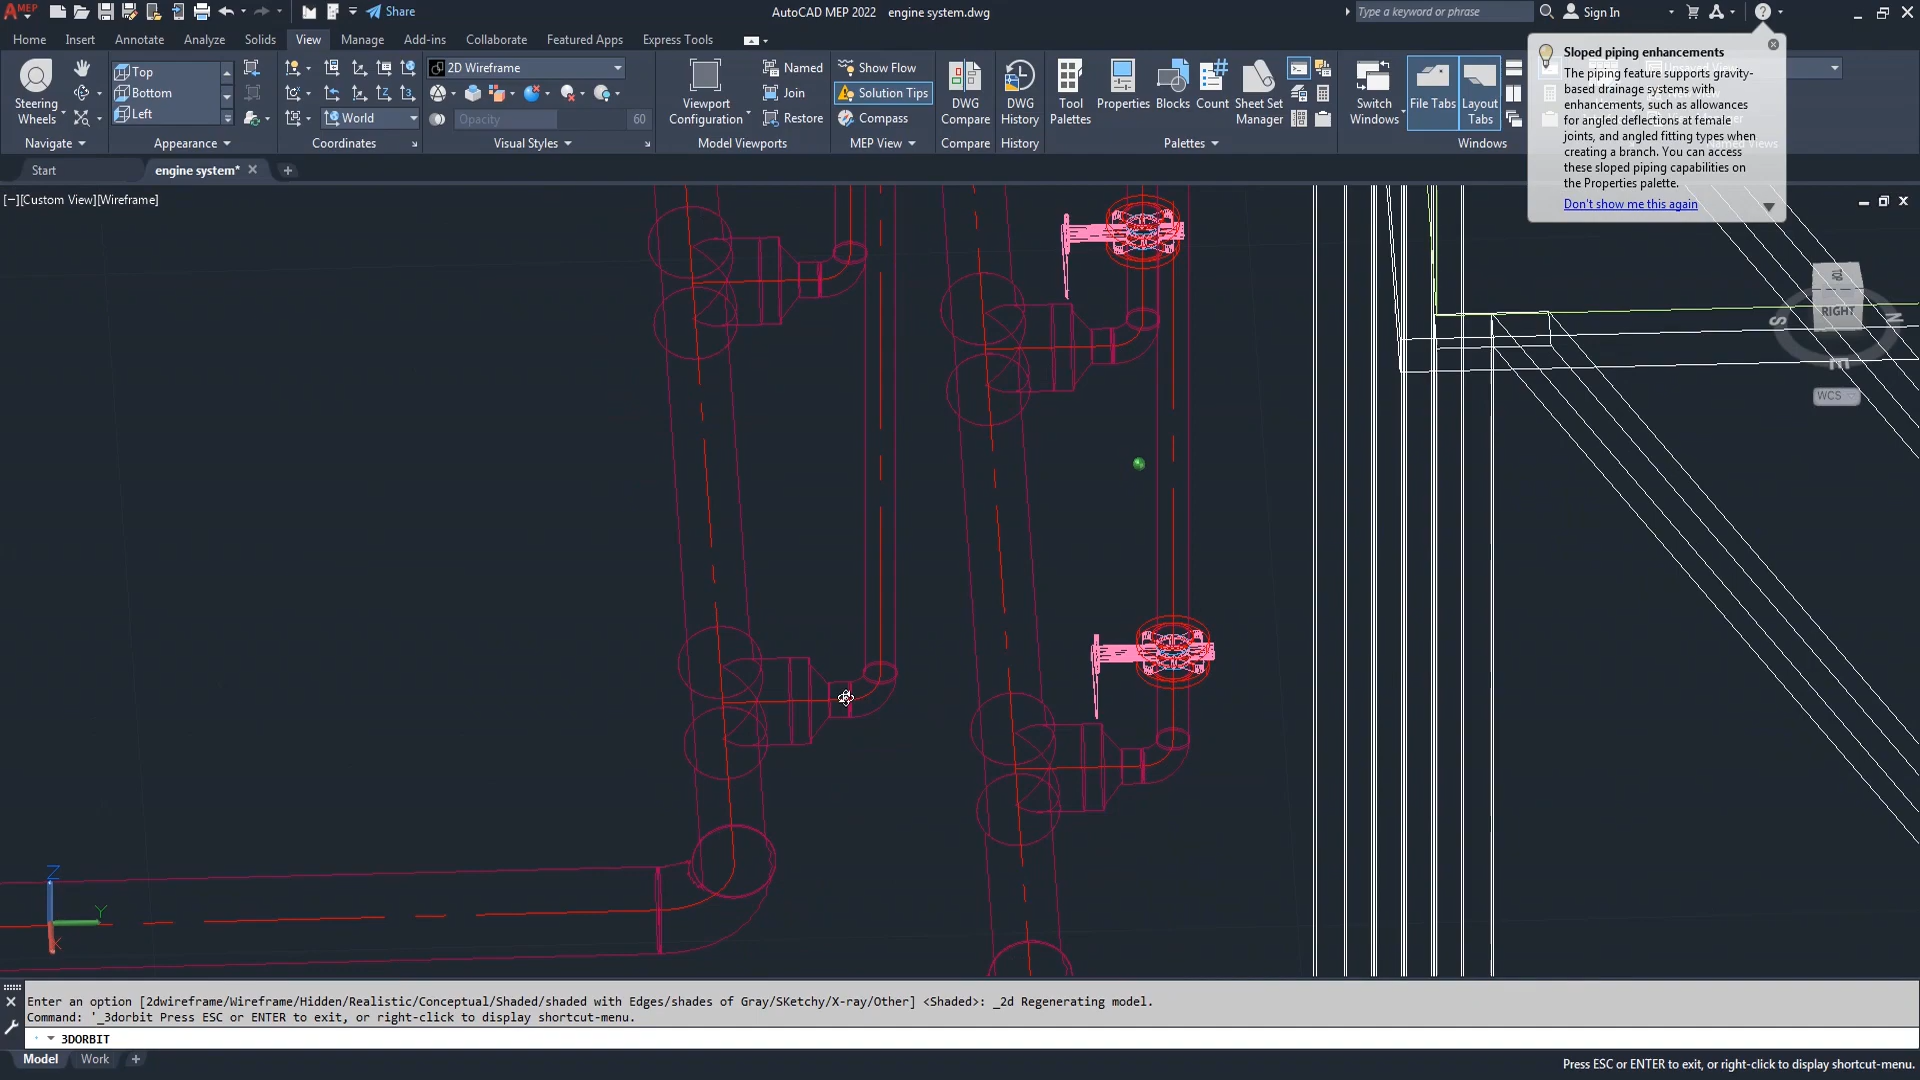 A MEP
Share
AutoCAD MEP 2022 engine system.dwg
Type a keyword or phrase
Sign In
Home Insert Annotate Analyze Solids View Manage Add-ins Collaborate Featured Apps Express Tools
Steering Wheels
Top
Bottom
Left
World
2D Wireframe
Opacity 60
Viewport Configuration
Named
Join
Restore
Show Flow
Solution Tips
Compass
DWG Compare
DWG History
Tool Palettes
Properties
Blocks
Count
Sheet Set Manager
Switch Windows
File Tabs
Layout Tabs
Navigate Appearance Coordinates Visual Styles Model Viewports MEP View Compare History Palettes Windows
Sloped piping enhancements
The piping feature supports gravity-
based drainage systems with
enhancements, such as allowances
for angled deflections at female
joints, and angled fitting types when
creating a branch. You can access
these sloped piping capabilities on
the Properties palette.
Don't show me this again
Start engine system*
[−][Custom View][Wireframe]
TOP
RIGHT
S
N
E
WCS
Z
Y
X
Enter an option [2dwireframe/Wireframe/Hidden/Realistic/Conceptual/Shaded/shaded with Edges/shades of Gray/SKetchy/X-ray/Other] <Shaded>: _2d Regenerating model.
Command: '_3dorbit Press ESC or ENTER to exit, or right-click to display shortcut-menu.
3DORBIT
Model Work
Press ESC or ENTER to exit, or right-click to display shortcut-menu.